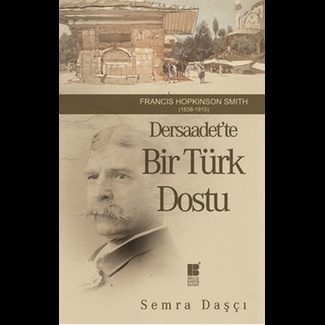 FRANCIS HOPKINSON SMITH
(1838-1915)
Dersaadet'te
Bir Türk
Dostu
Semra Daşçı